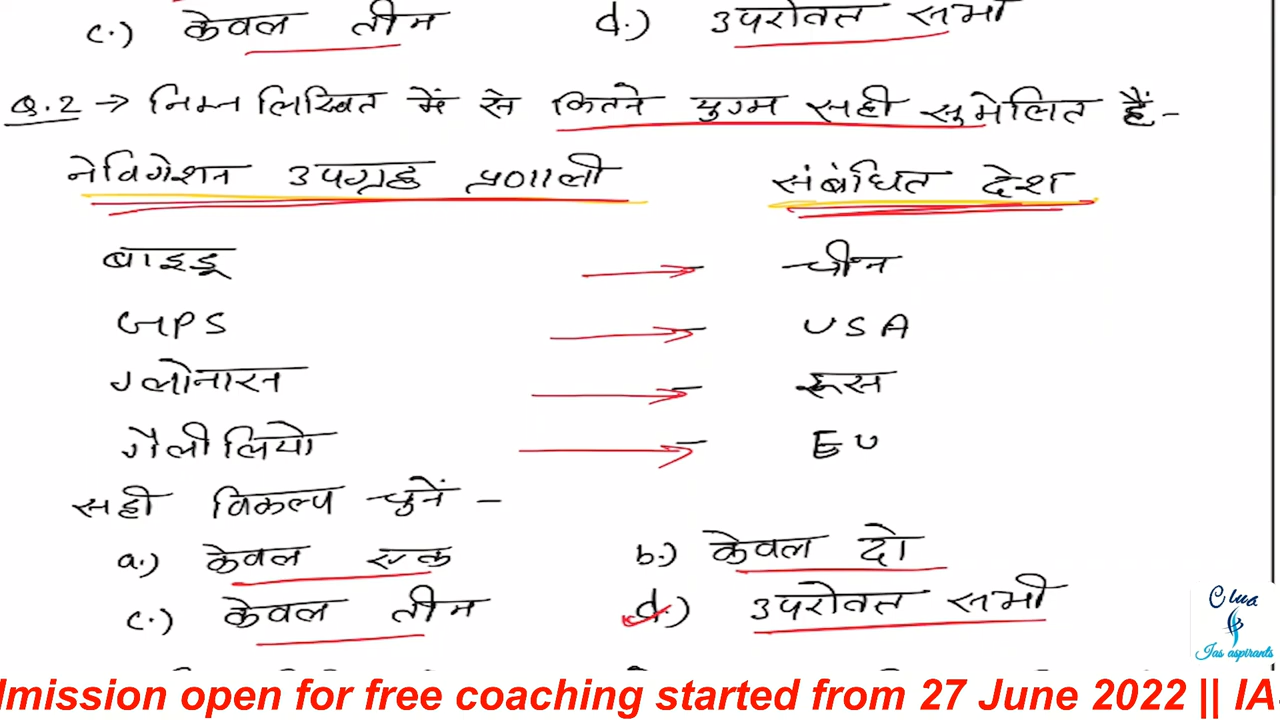 c.) केवल तीन d.) उपरोक्त सभी
Q.2 → निम्न लिखित में से कितने युग्म सही सुमेलित हैं -
नेविगेशन उपग्रह प्रणाली संबंधित देश
बाइडू → चीन
GPS → USA
ग्लोनास → रूस
गैलीलियो → EU
सही विकल्प चुनें -
a.) केवल एक b.) केवल दो
c.) केवल तीन d.) उपरोक्त सभी
Clua
Ias aspirants
dmission open for free coaching started from 27 June 2022 || IA